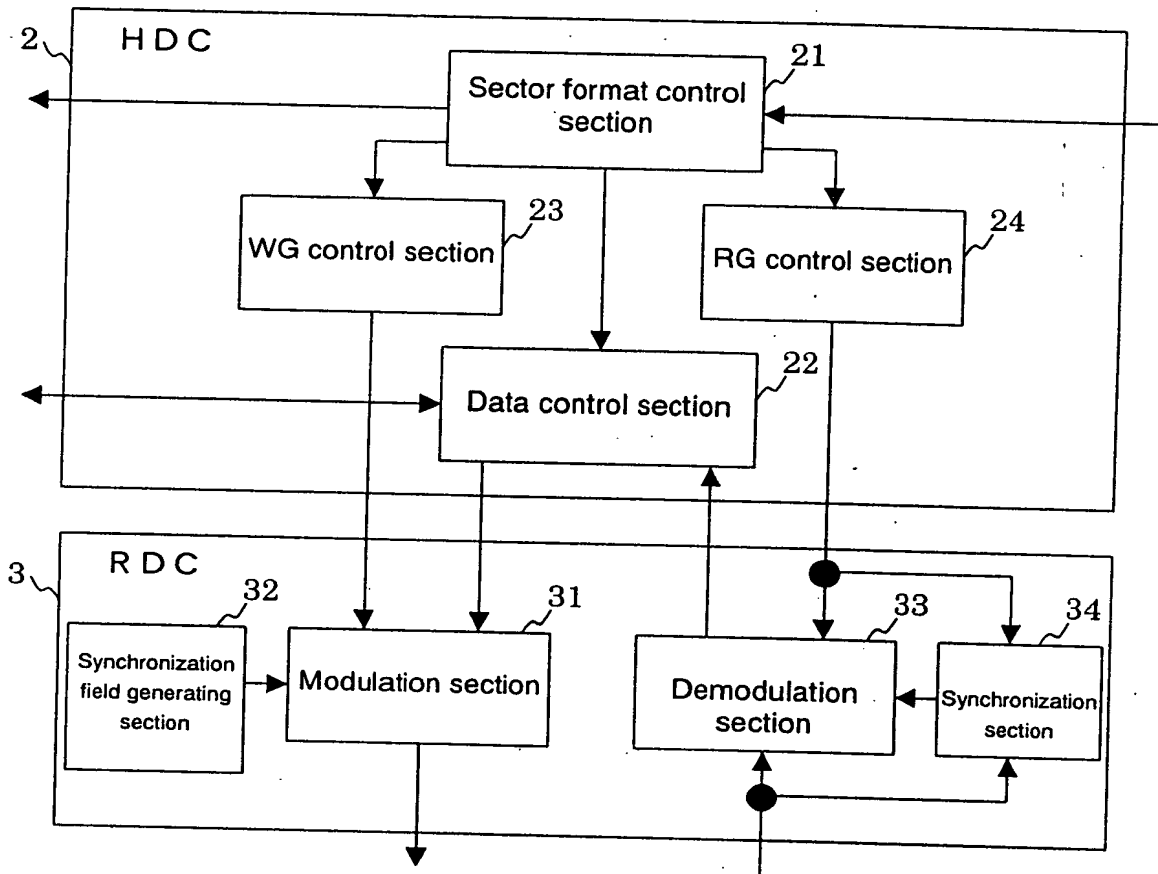 2
HDC
21
Sector format control
section
23
WG control section
24
RG control section
22
Data control section
3
RDC
32
Synchronization
field generating
section
31
Modulation section
33
Demodulation
section
34
Synchronization
section